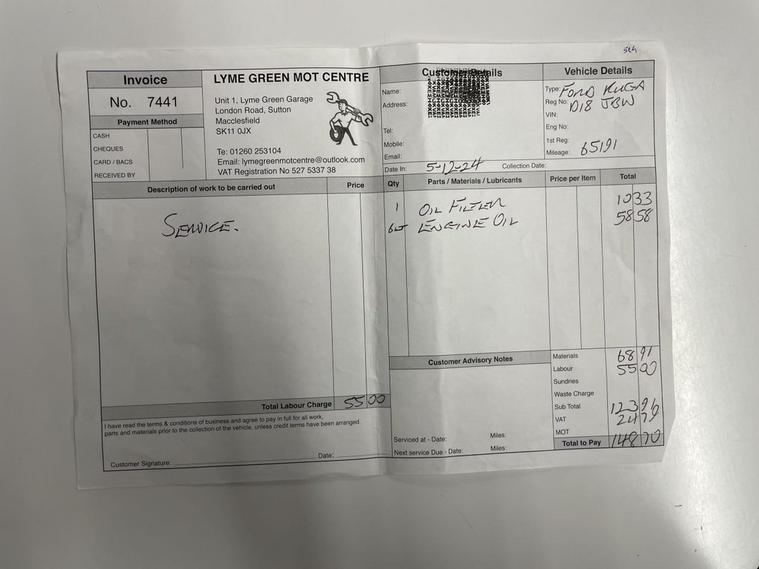 5th
Invoice
No. 7441
Payment Method
CASH
CHEQUES
CARD / BACS
RECEIVED BY
LYME GREEN MOT CENTRE
Unit 1, Lyme Green Garage
London Road, Sutton
Macclesfield
SK11 0JX
Te: 01260 253104
Email: lymegreenmotcentre@outlook.com
VAT Registration No 527 5337 38
Customer Details
Name:
Address:
Tel:
Mobile:
Email:
Date In: 5-12-24 Collection Date:
Vehicle Details
Type: FORD KUGA
Reg No: D18 JBW
VIN:
Eng No:
1st Reg:
Mileage: 65191
Description of work to be carried out Price
SERVICE.
Total Labour Charge 55 00
I have read the terms & conditions of business and agree to pay in full for all work,
parts and materials prior to the collection of the vehicle, unless credit terms have been arranged.
Customer Signature: Date:
Qty Parts / Materials / Lubricants Price per Item Total
1 OIL FILTER 10 33
6LT ENGINE OIL 58 58
Customer Advisory Notes
Serviced at - Date: Miles:
Next service Due - Date: Miles:
Materials 68 91
Labour 55 00
Sundries
Waste Charge
Sub Total 123 96
VAT 24 79
MOT
Total to Pay 148 70